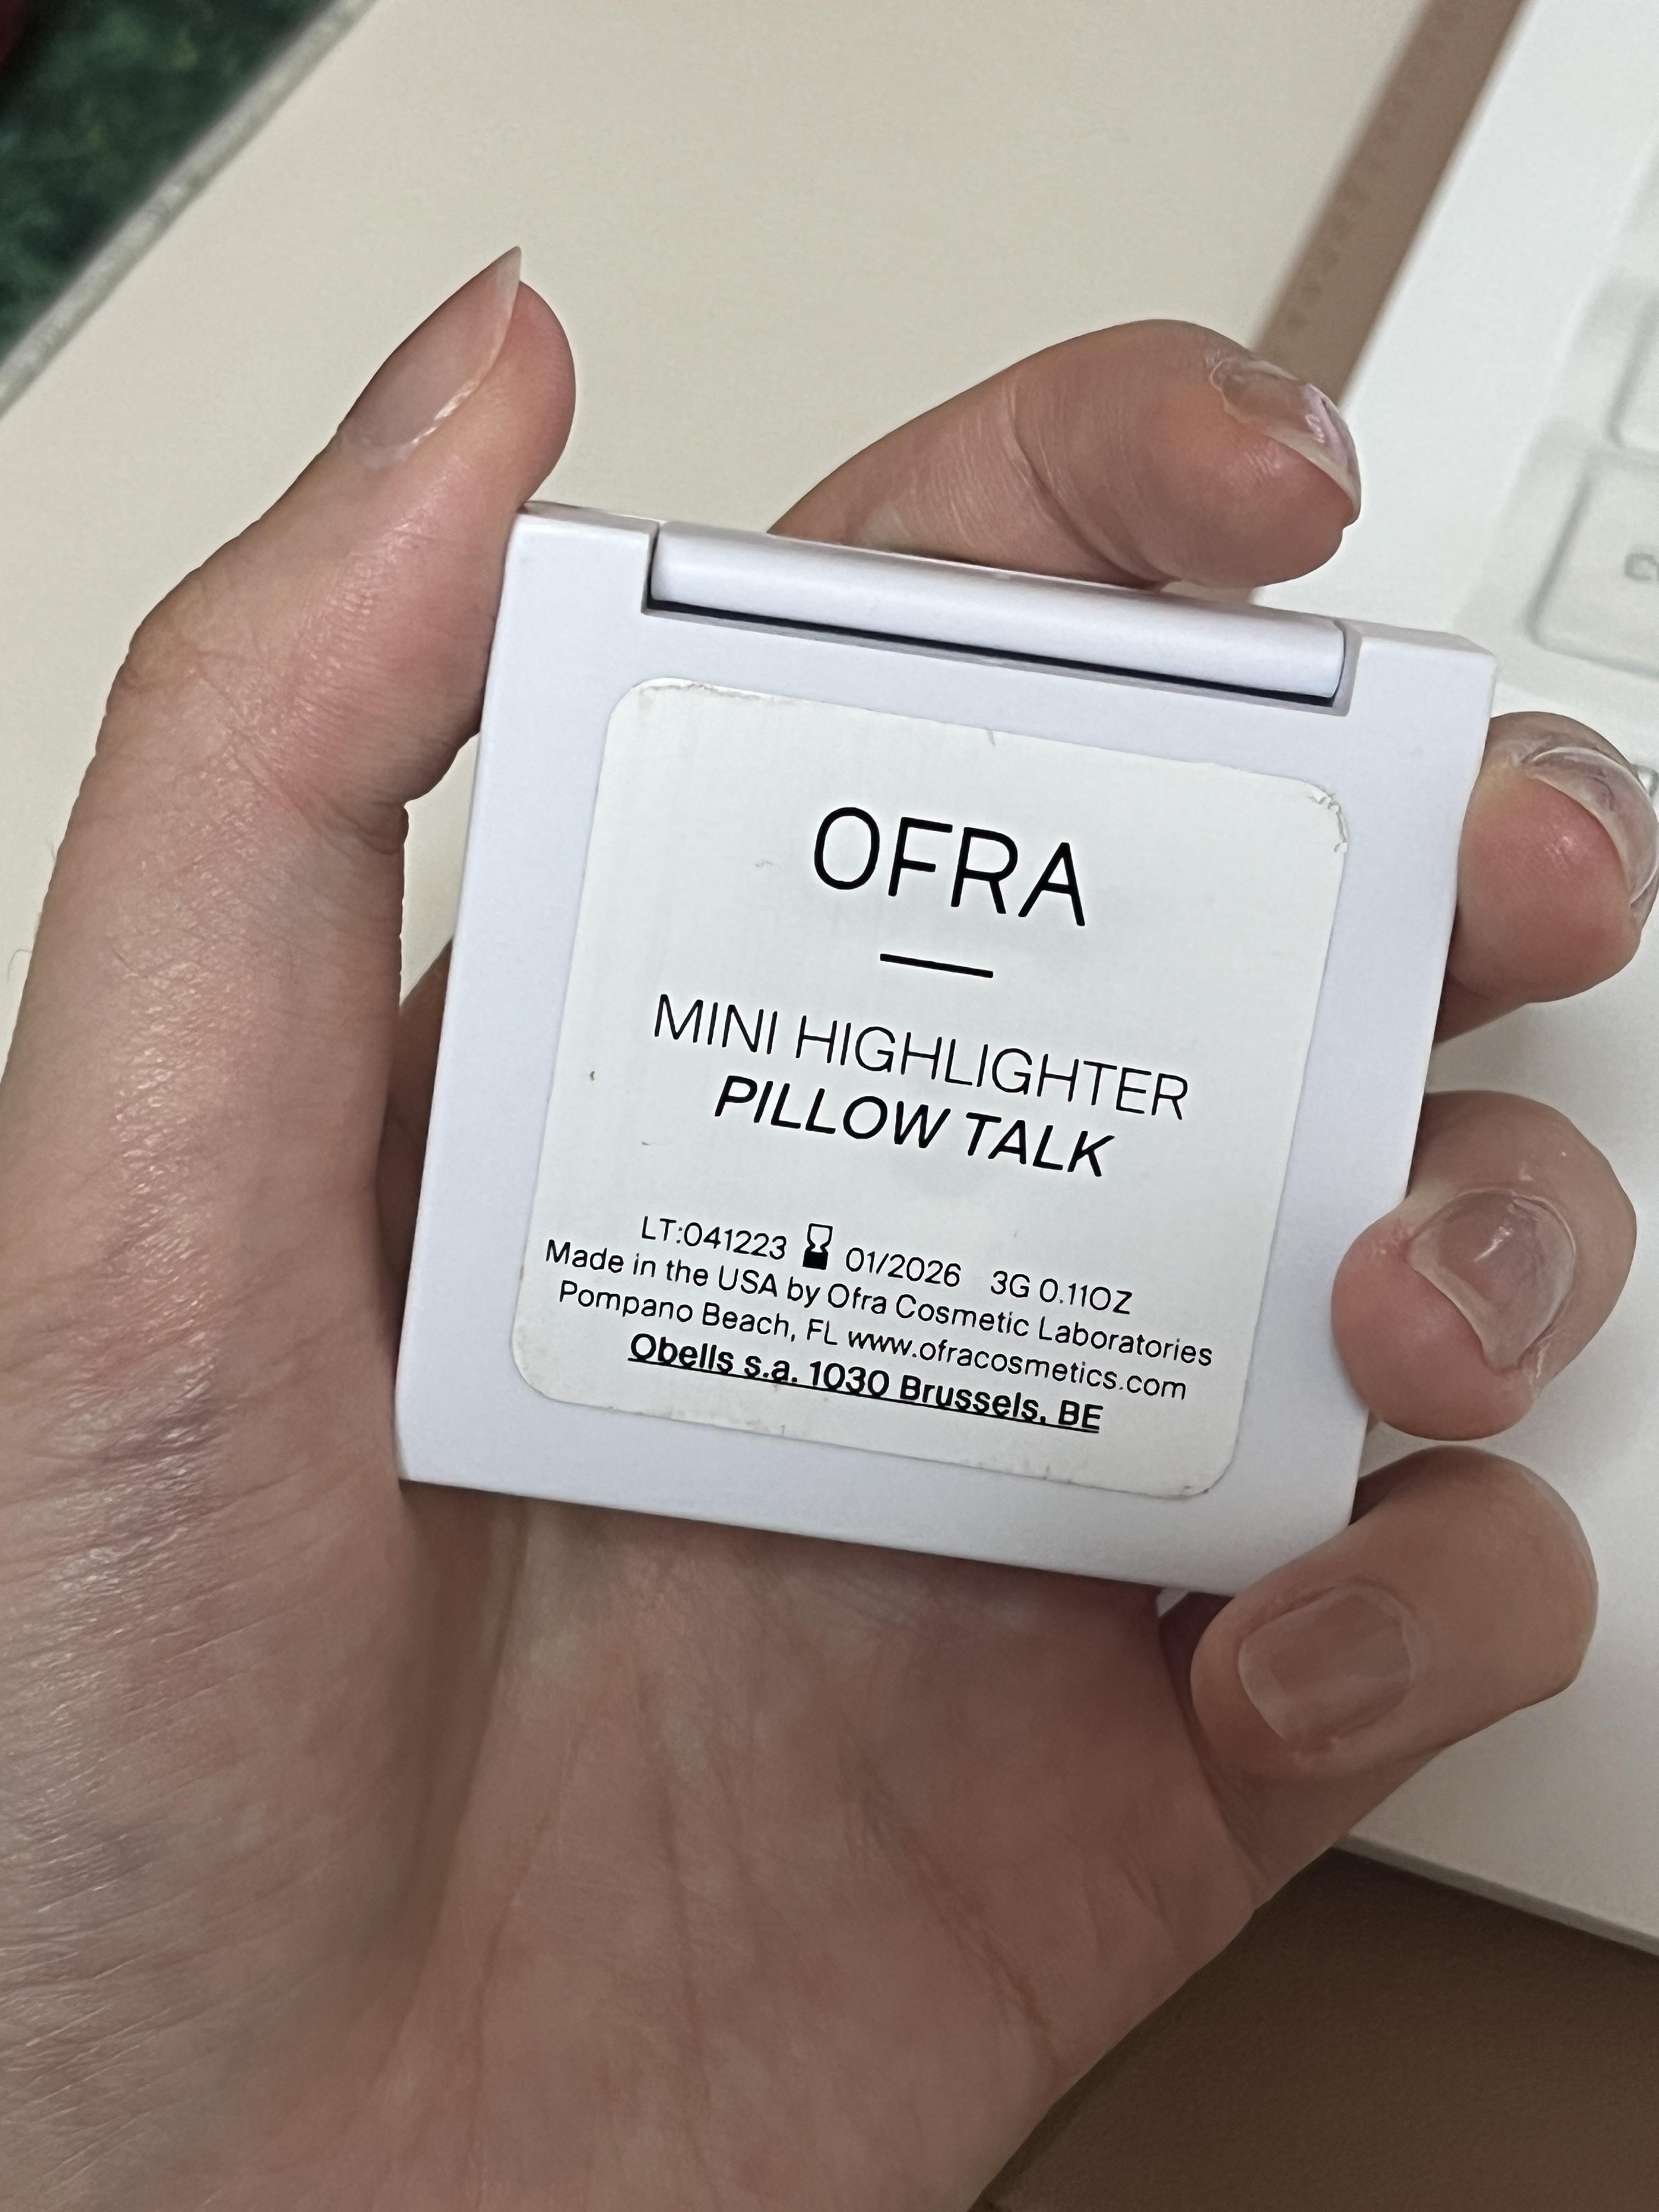 OFRA
MINI HIGHLIGHTER
PILLOW TALK
LT:041223 ⌛ 01/2026 3G 0.11OZ
Made in the USA by Ofra Cosmetic Laboratories
Pompano Beach, FL www.ofracosmetics.com
Obells s.a. 1030 Brussels, BE